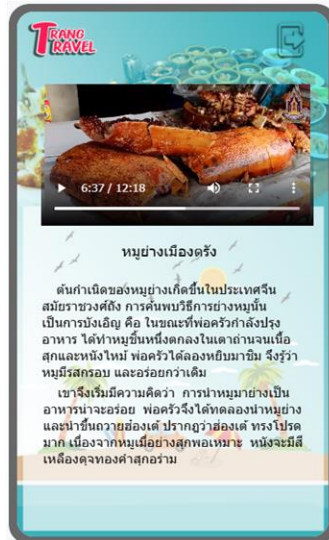 TRANG
TRAVEL
6:37 / 12:18
หมูย่างเมืองตรัง
ต้นกำเนิดของหมูย่างเกิดขึ้นในประเทศจีน
สมัยราชวงศ์ถัง การค้นพบวิธีการย่างหมูนั้น
เป็นการบังเอิญ คือ ในขณะที่พ่อครัวกำลังปรุง
อาหาร ได้ทำหมูชิ้นหนึ่งตกลงในเตาถ่านจนเนื้อ
สุกและหนังไหม้ พ่อครัวได้ลองหยิบมาชิม จึงรู้ว่า
หมูมีรสกรอบ และอร่อยกว่าเดิม
เขาจึงเริ่มมีความคิดว่า การนำหมูมาย่างเป็น
อาหารน่าจะอร่อย พ่อครัวจึงได้ทดลองนำหมูย่าง
และนำขึ้นถวายฮ่องเต้ ปรากฎว่าฮ่องเต้ ทรงโปรด
มาก เนื่องจากหมูเมื่อย่างสุกพอเหมาะ หนังจะมีสี
เหลืองดุจทองคำสุกอร่าม